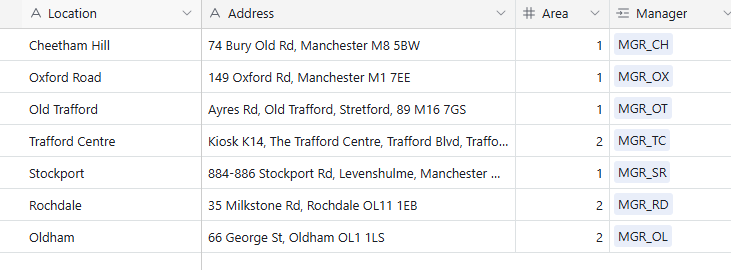 Location Address Area Manager
Cheetham Hill 74 Bury Old Rd, Manchester M8 5BW 1 MGR_CH
Oxford Road 149 Oxford Rd, Manchester M1 7EE 1 MGR_OX
Old Trafford Ayres Rd, Old Trafford, Stretford, 89 M16 7GS 1 MGR_OT
Trafford Centre Kiosk K14, The Trafford Centre, Trafford Blvd, Traffo... 2 MGR_TC
Stockport 884-886 Stockport Rd, Levenshulme, Manchester ... 1 MGR_SR
Rochdale 35 Milkstone Rd, Rochdale OL11 1EB 2 MGR_RD
Oldham 66 George St, Oldham OL1 1LS 2 MGR_OL